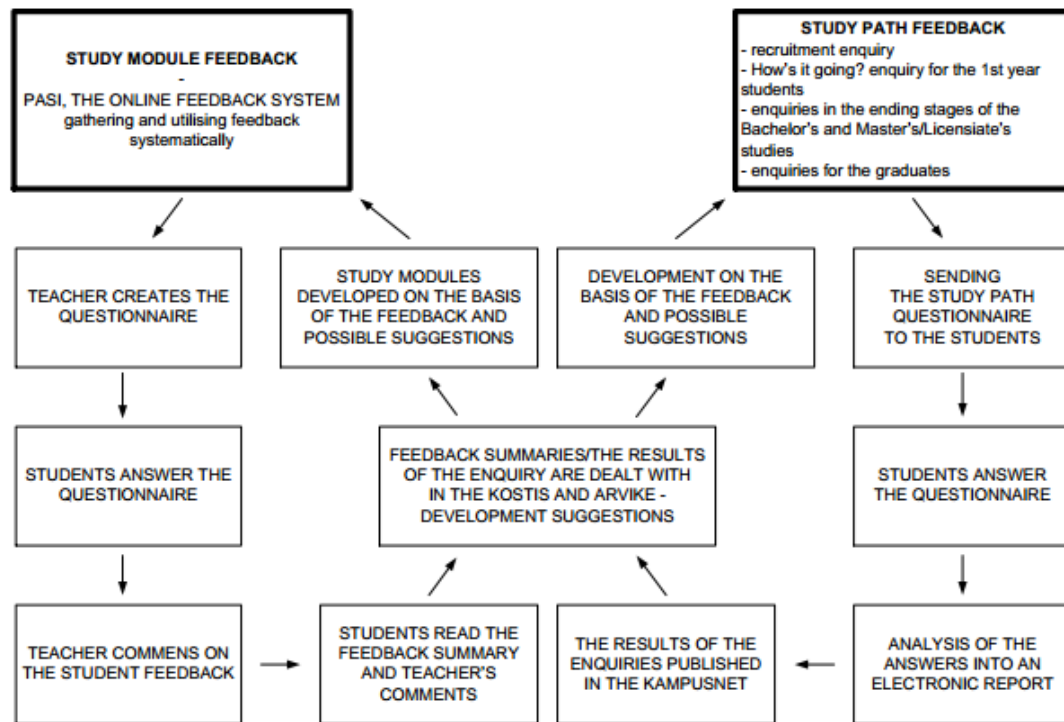 STUDY MODULE FEEDBACK
-
PASI, THE ONLINE FEEDBACK SYSTEM
gathering and utilising feedback
systematically
STUDY PATH FEEDBACK
- recruitment enquiry
- How's it going? enquiry for the 1st year
students
- enquiries in the ending stages of the
Bachelor's and Master's/Licensiate's
studies
- enquiries for the graduates
TEACHER CREATES THE
QUESTIONNAIRE
STUDY MODULES
DEVELOPED ON THE BASIS
OF THE FEEDBACK AND
POSSIBLE SUGGESTIONS
DEVELOPMENT ON THE
BASIS OF THE FEEDBACK
AND POSSIBLE
SUGGESTIONS
SENDING
THE STUDY PATH
QUESTIONNAIRE
TO THE STUDENTS
STUDENTS ANSWER THE
QUESTIONNAIRE
FEEDBACK SUMMARIES/THE RESULTS
OF THE ENQUIRY ARE DEALT WITH
IN THE KOSTIS AND ARVIKE -
DEVELOPMENT SUGGESTIONS
STUDENTS ANSWER
THE QUESTIONNAIRE
TEACHER COMMENS ON
THE STUDENT FEEDBACK
STUDENTS READ THE
FEEDBACK SUMMARY
AND TEACHER"S
COMMENTS
THE RESULTS OF THE
ENQUIRIES PUBLISHED
IN THE KAMPUSNET
ANALYSIS OF THE
ANSWERS INTO AN
ELECTRONIC REPORT